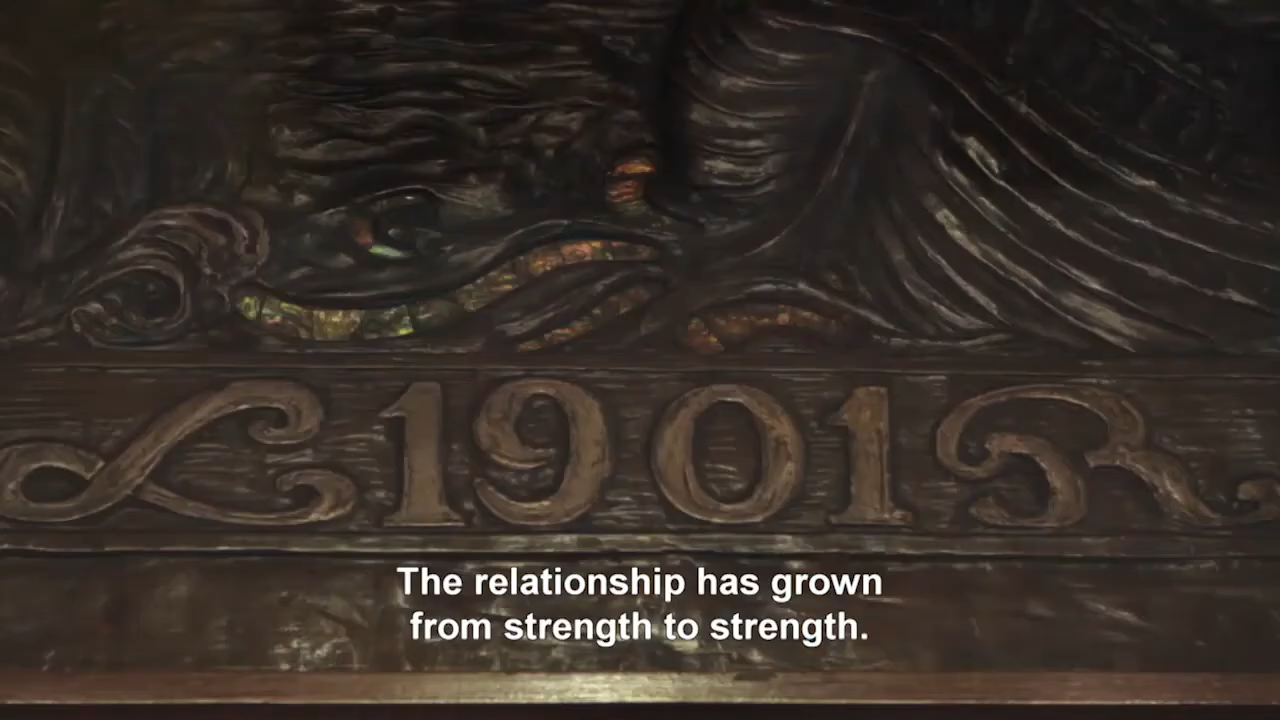 L 1901 R
The relationship has grown
from strength to strength.